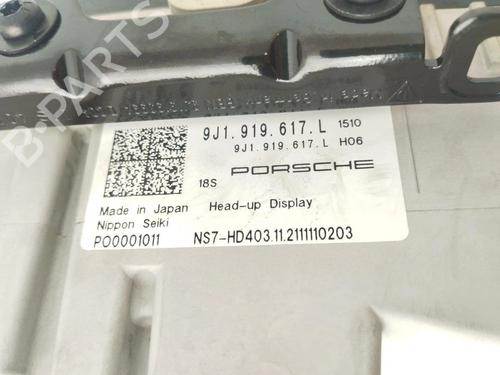 9J1.919.617.L 1510
9J1.919.617.L H06
18S PORSCHE
Made in Japan Head-up Display
Nippon Seiki
PO0001011 NS7-HD403.11.2111110203
B-PARTS